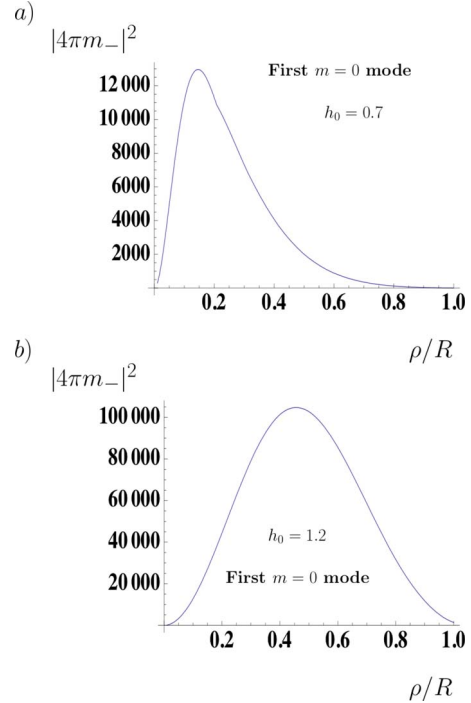 a)
|4πm₋|²
First m = 0 mode
h₀ = 0.7
12 000
10 000
8000
6000
4000
2000
0.2 0.4 0.6 0.8 1.0
ρ/R
b)
|4πm₋|²
100 000
80 000
60 000
40 000
20 000
h₀ = 1.2
First m = 0 mode
0.2 0.4 0.6 0.8 1.0
ρ/R